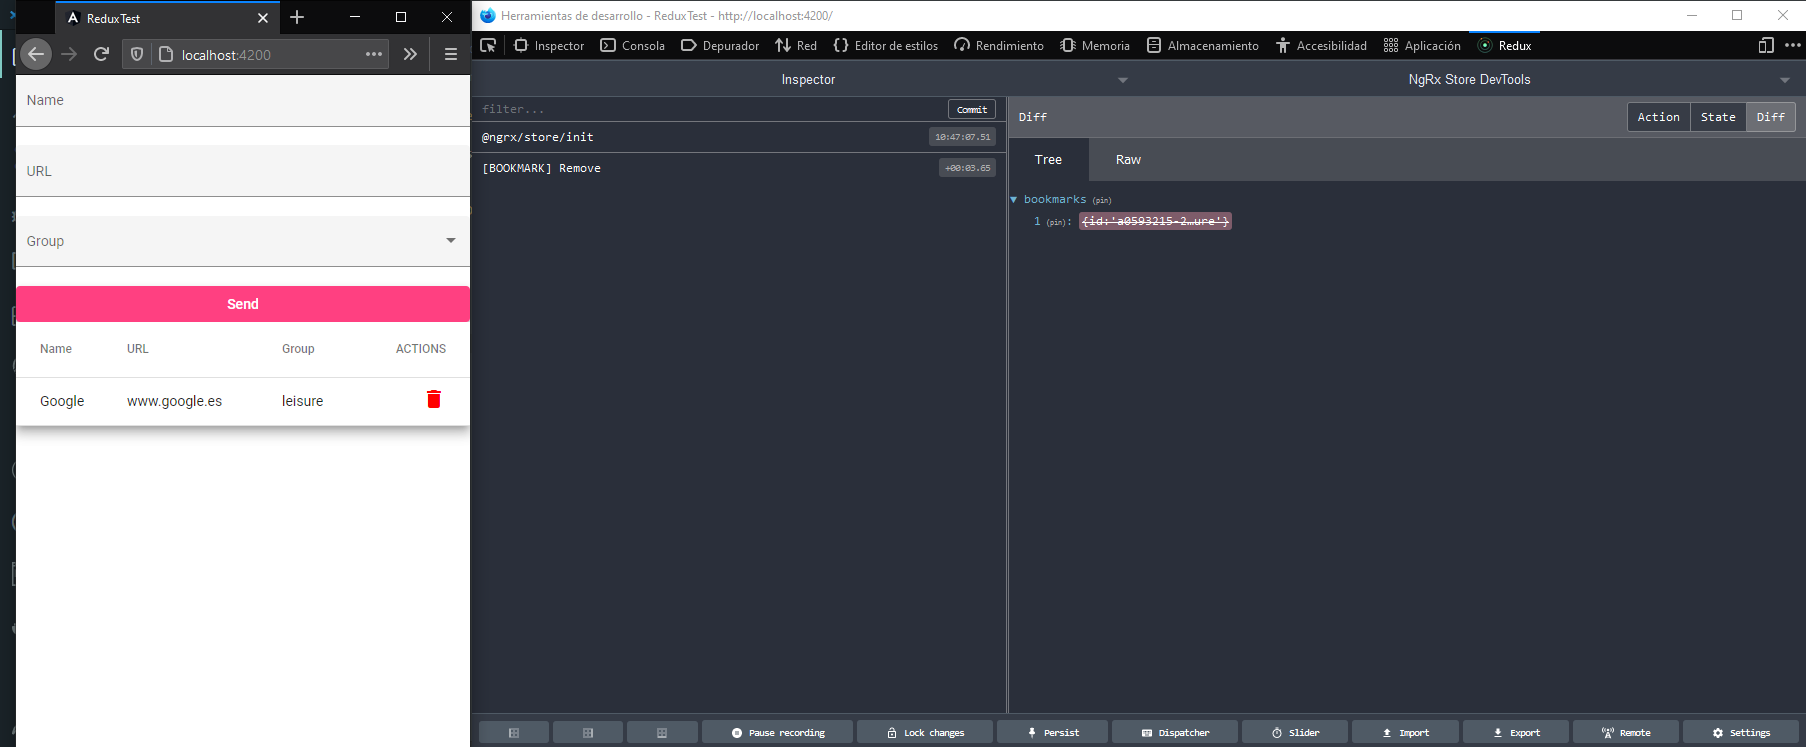 ReduxTest
localhost:4200
Name
URL
Group
Send
Name URL Group ACTIONS
Google www.google.es leisure
Herramientas de desarrollo - ReduxTest - http://localhost:4200/
Inspector Consola Depurador Red Editor de estilos Rendimiento Memoria Almacenamiento Accesibilidad Aplicación Redux
Inspector NgRx Store DevTools
filter... Commit
@ngrx/store/init 10:47:07.51
[BOOKMARK] Remove +00:03.65
Diff Action State Diff
Tree Raw
bookmarks (pin)
1 (pin): {id:'a0593215-2…ure'}
Pause recording Lock changes Persist Dispatcher Slider Import Export Remote Settings